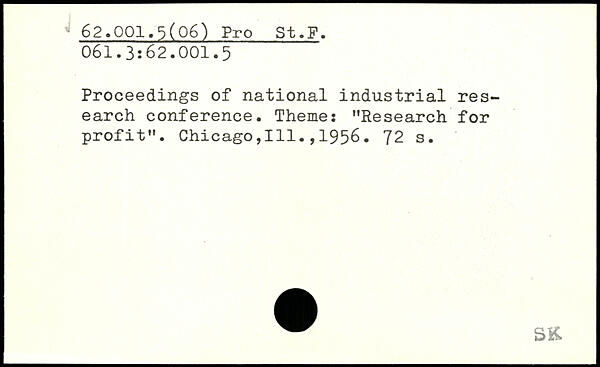 62.001.5(06) Pro St.F.
061.3:62.001.5
Proceedings of national industrial res-
earch conference. Theme: "Research for
profit". Chicago,Ill.,1956. 72 s.
SK